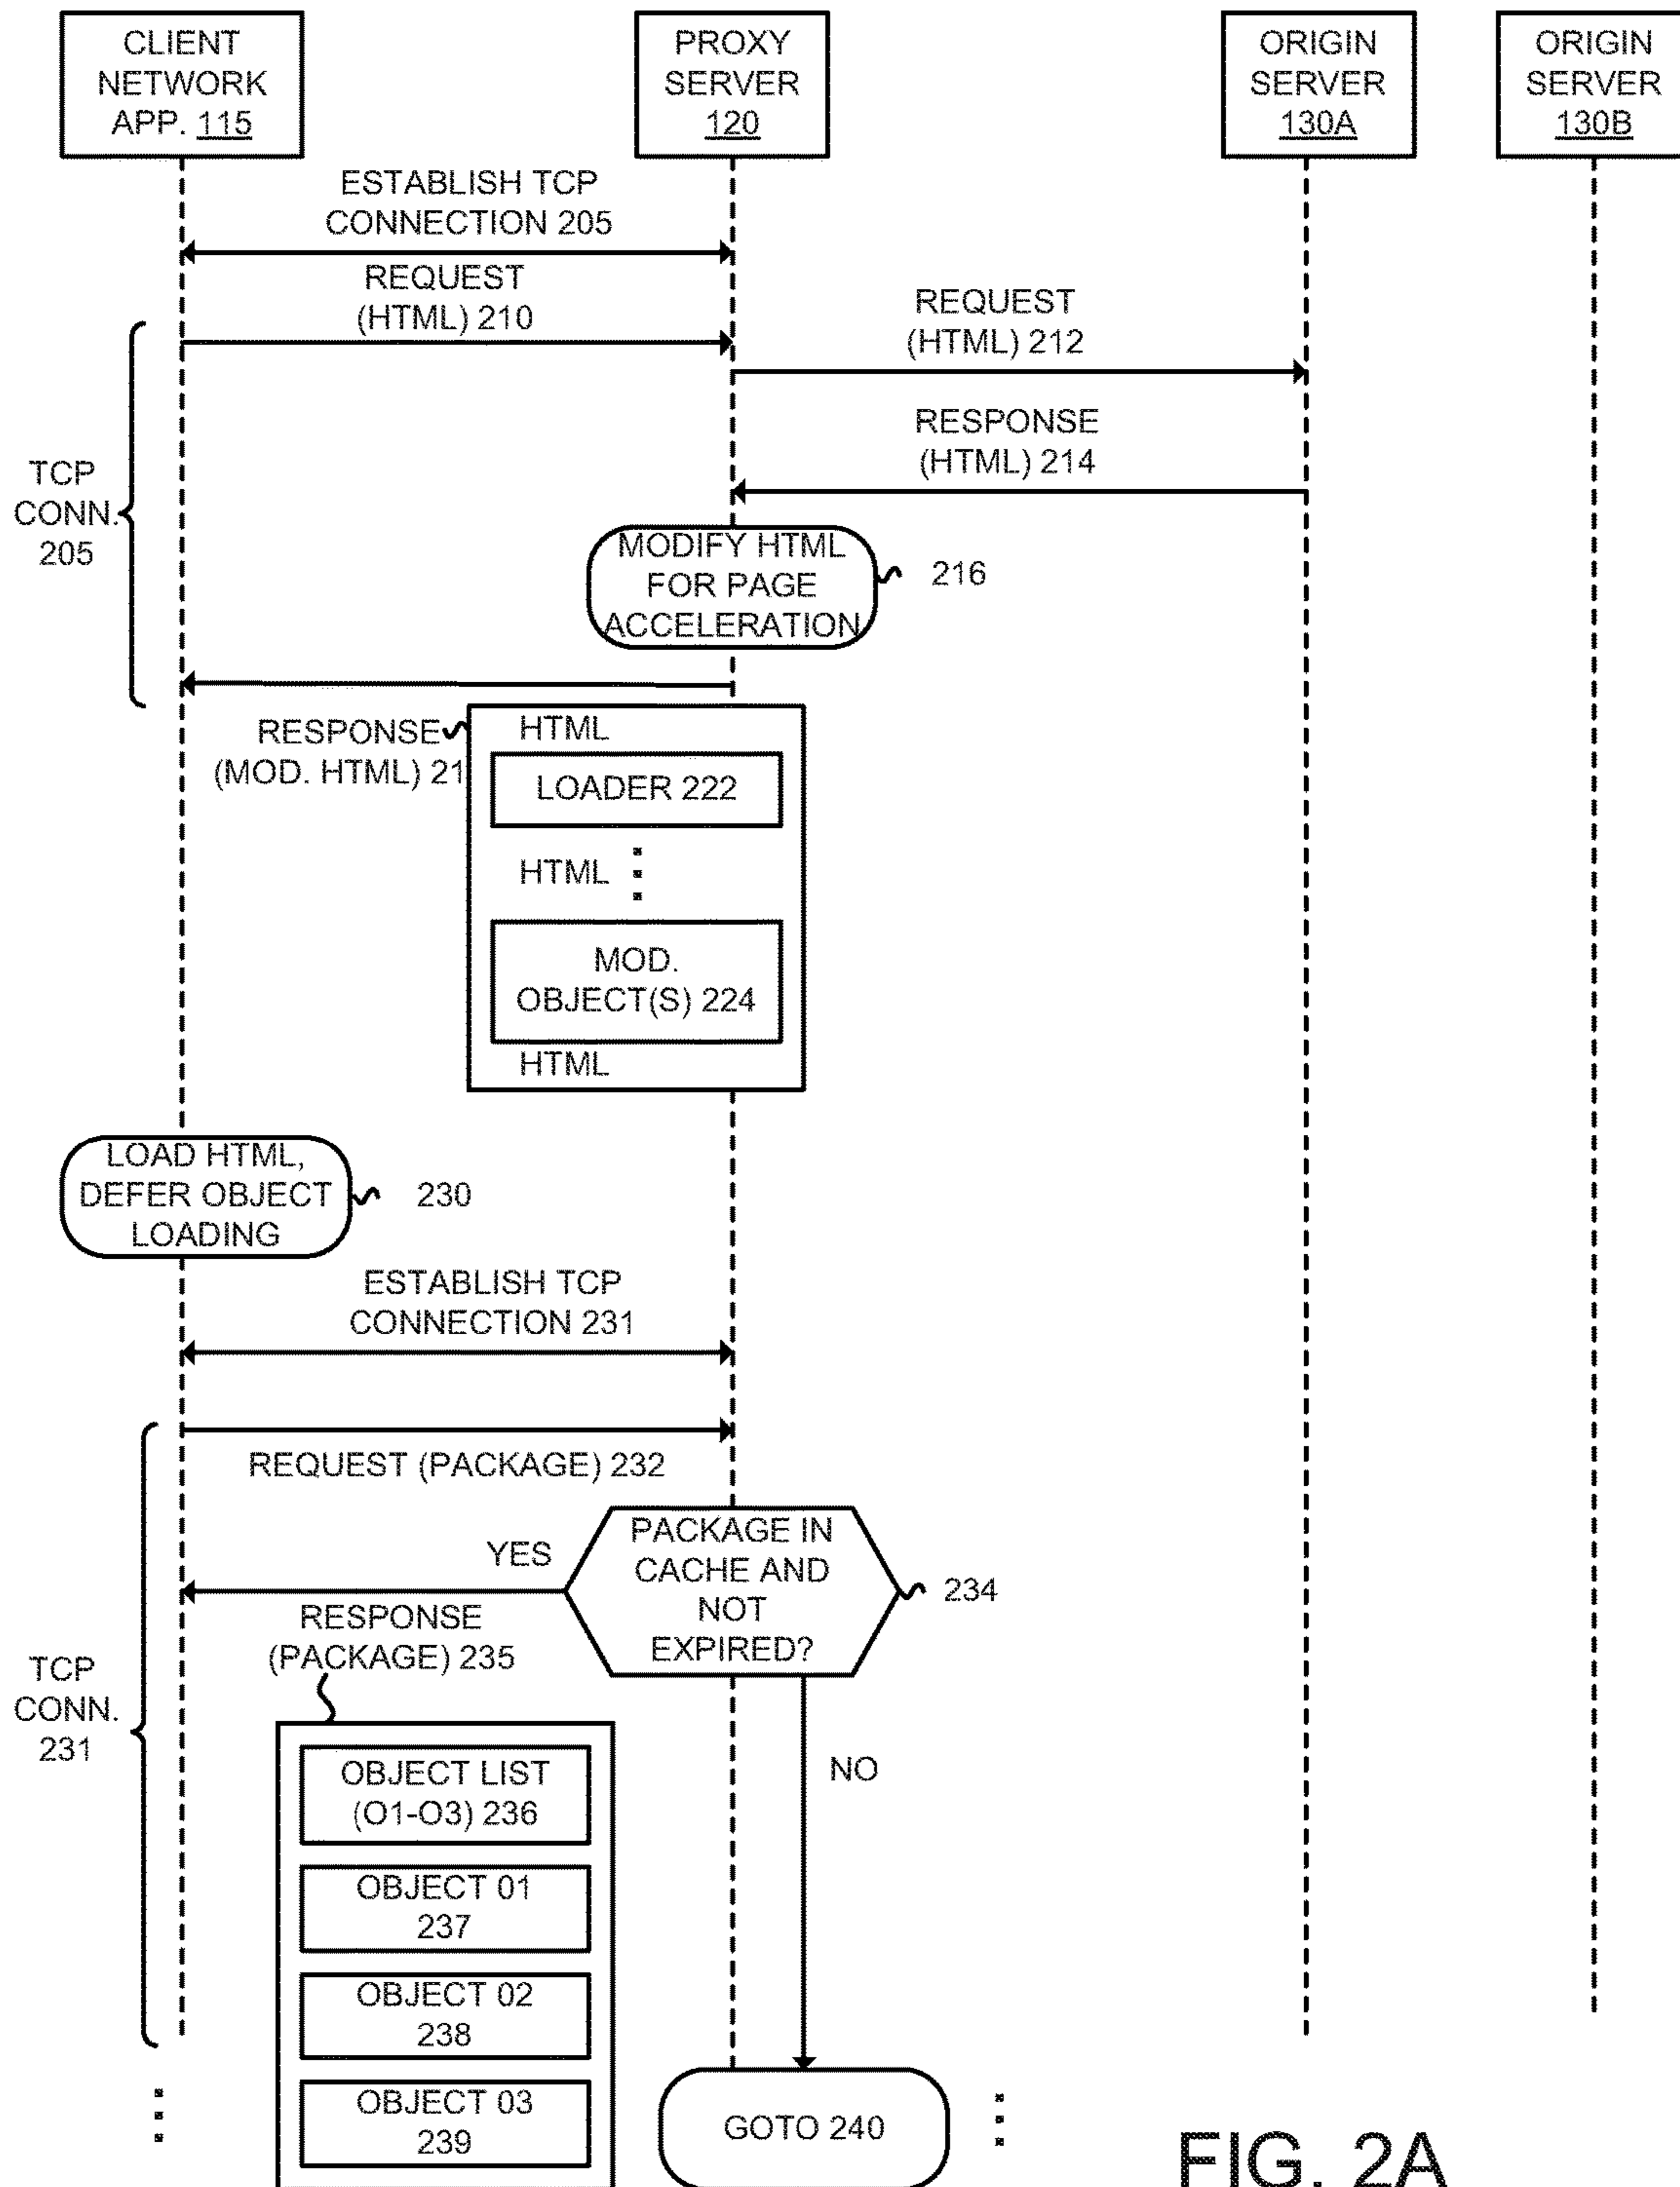 CLIENT
NETWORK
APP. 115
PROXY
SERVER
120
ORIGIN
SERVER
130A
ORIGIN
SERVER
130B
ESTABLISH TCP
CONNECTION 205
REQUEST
(HTML) 210
REQUEST
(HTML) 212
RESPONSE
(HTML) 214
TCP
CONN.
205
MODIFY HTML
FOR PAGE
ACCELERATION
216
RESPONSE
(MOD. HTML) 21
HTML
LOADER 222
HTML
MOD.
OBJECT(S) 224
HTML
LOAD HTML,
DEFER OBJECT
LOADING
230
ESTABLISH TCP
CONNECTION 231
REQUEST (PACKAGE) 232
YES
PACKAGE IN
CACHE AND
NOT
EXPIRED?
234
RESPONSE
(PACKAGE) 235
TCP
CONN.
231
NO
OBJECT LIST
(O1-O3) 236
OBJECT 01
237
OBJECT 02
238
OBJECT 03
239
GOTO 240
FIG. 2A